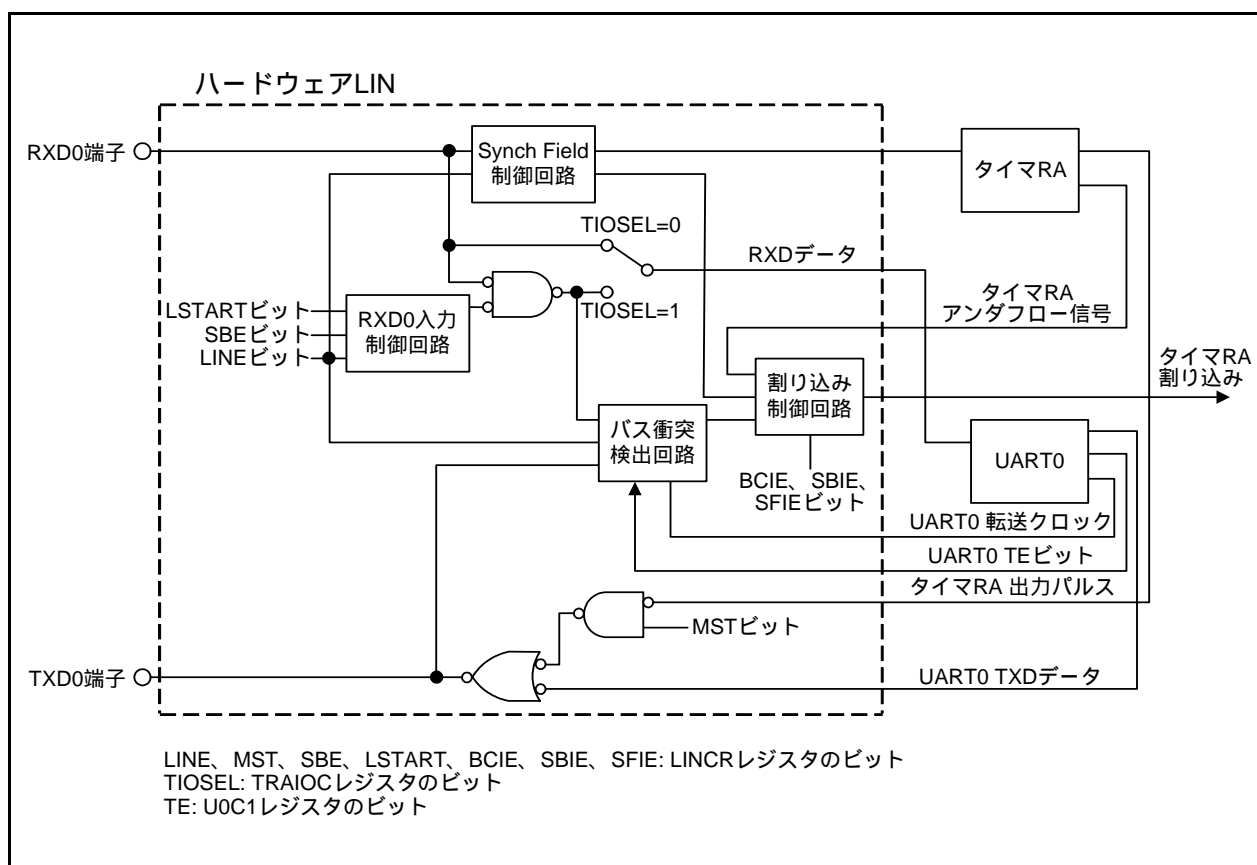 ハードウェアLIN
RXD0端子
Synch Field
制御回路
タイマRA
TIOSEL=0
RXDデータ
LSTARTビット
SBEビット
LINEビット
RXD0入力
制御回路
TIOSEL=1
タイマRA
アンダフロー信号
割り込み
制御回路
タイマRA
割り込み
バス衝突
検出回路
UART0
BCIE、SBIE、
SFIEビット
UART0 転送クロック
UART0 TEビット
タイマRA 出力パルス
MSTビット
TXD0端子
UART0 TXDデータ
LINE、MST、SBE、LSTART、BCIE、SBIE、SFIE: LINCRレジスタのビット
TIOSEL: TRAIOCレジスタのビット
TE: U0C1レジスタのビット